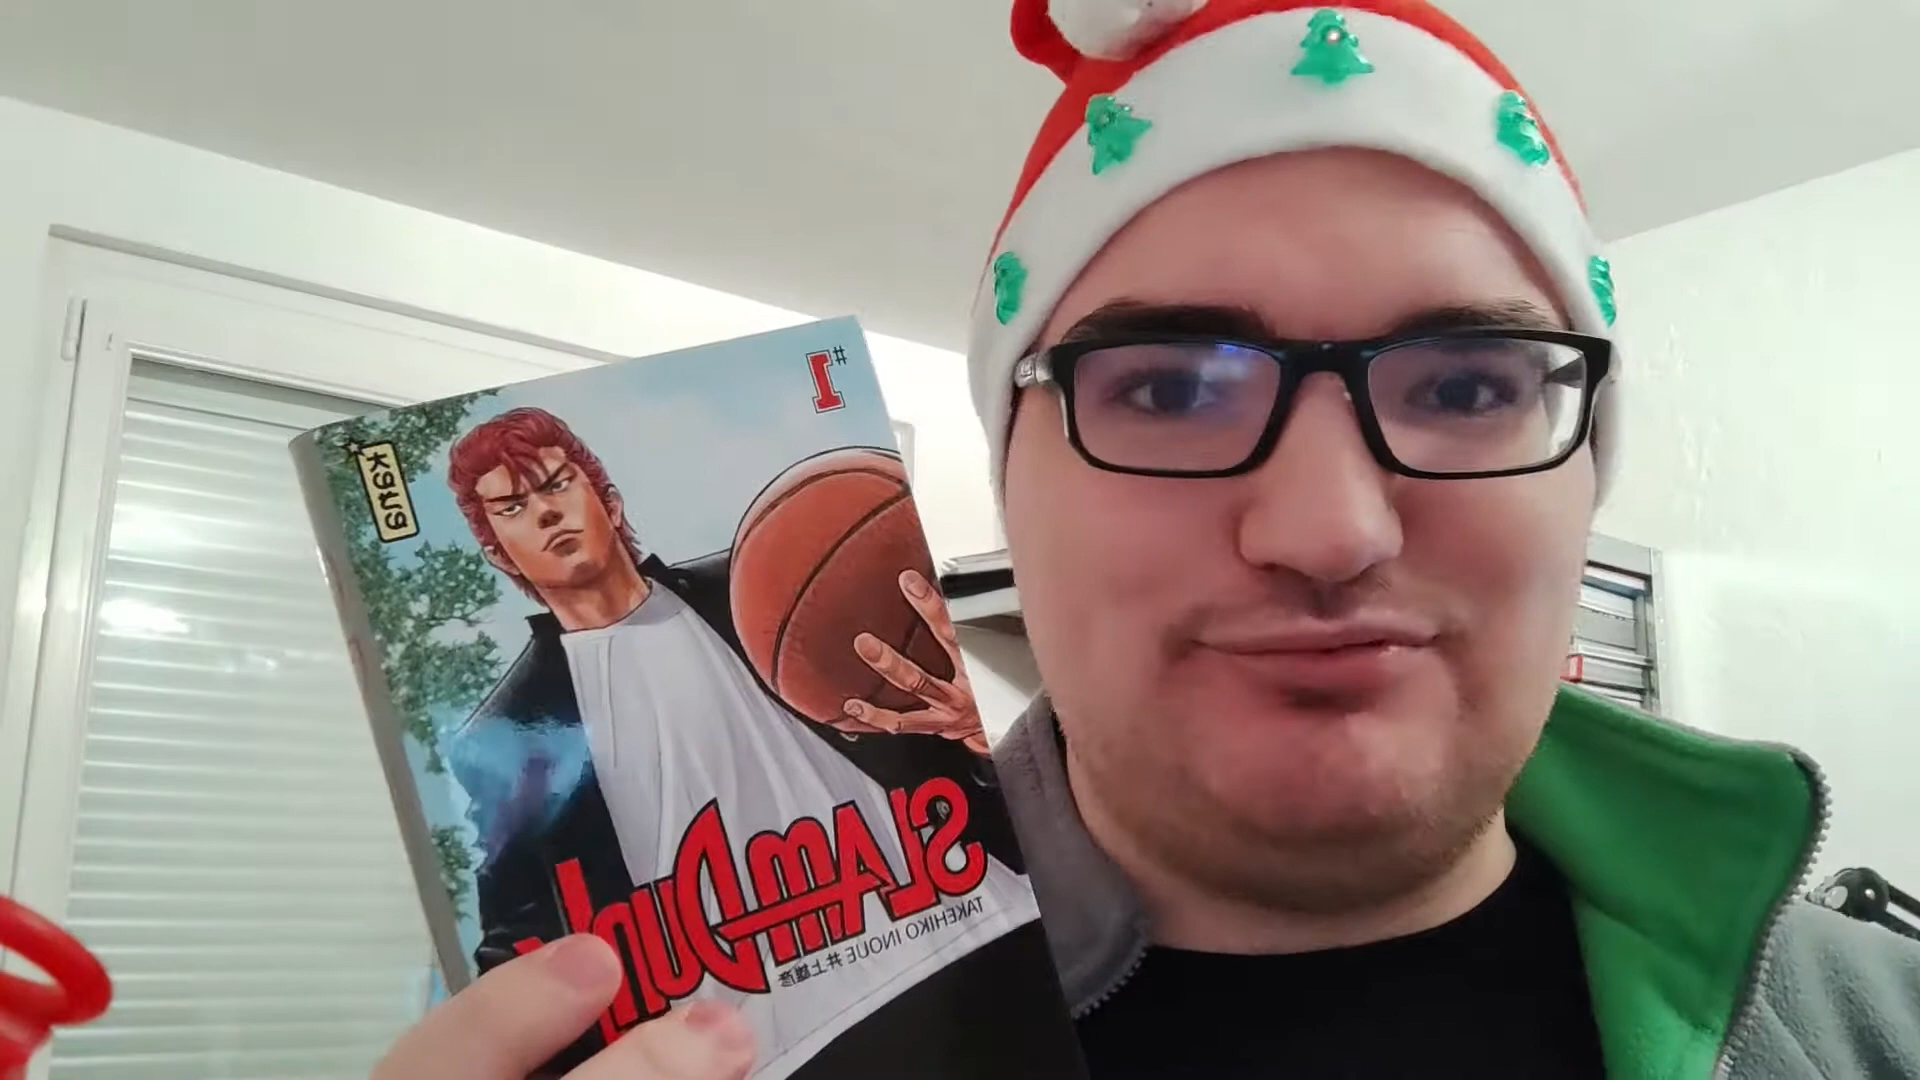 #1
Kana
SLAM DUNK
TAKEHIKO INOUE 井上雄彦